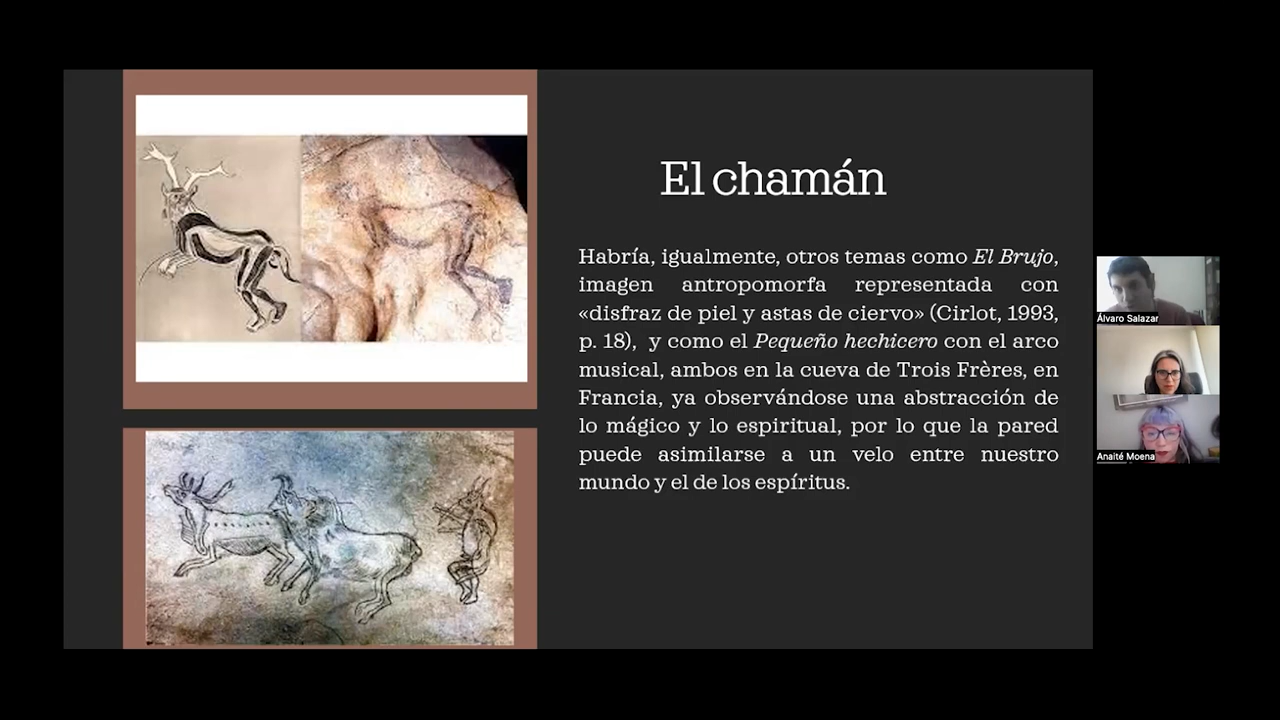 El chamán
Habría, igualmente, otros temas como El Brujo,
imagen antropomorfa representada con
«disfraz de piel y astas de ciervo» (Cirlot, 1993,
p. 18), y como el Pequeño hechicero con el arco
musical, ambos en la cueva de Trois Frères, en
Francia, ya observándose una abstracción de
lo mágico y lo espiritual, por lo que la pared
puede asimilarse a un velo entre nuestro
mundo y el de los espíritus.
Álvaro Salazar
Anaité Moena